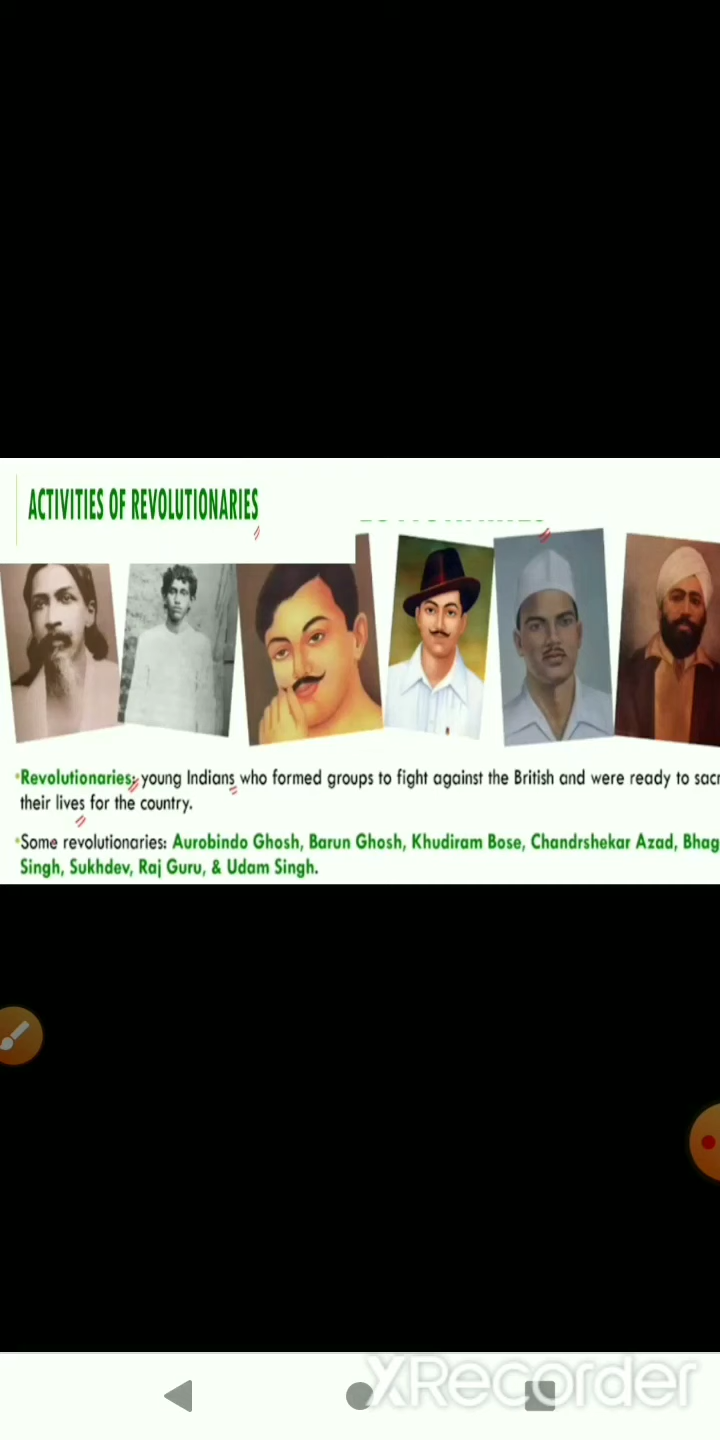 ACTIVITIES OF REVOLUTIONARIES
•Revolutionaries: young Indians who formed groups to fight against the British and were ready to sacr
their lives for the country.
•Some revolutionaries: Aurobindo Ghosh, Barun Ghosh, Khudiram Bose, Chandrshekar Azad, Bhag
Singh, Sukhdev, Raj Guru, & Udam Singh.
XRecorder